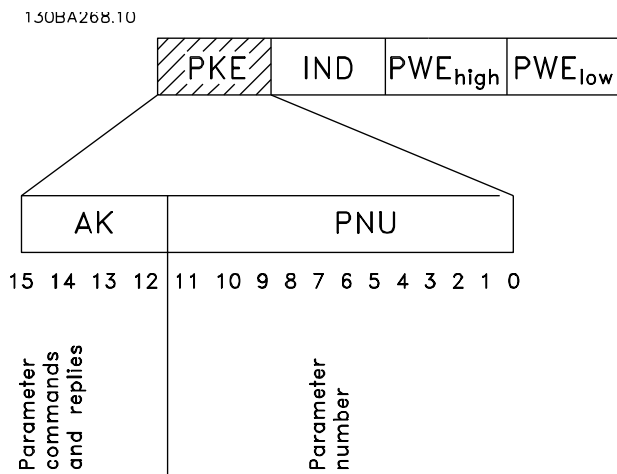 130BA268.10
PKE IND PWEhigh PWElow
AK PNU
15 14 13 12 11 10 9 8 7 6 5 4 3 2 1 0
Parameter
commands
and replies
Parameter
number